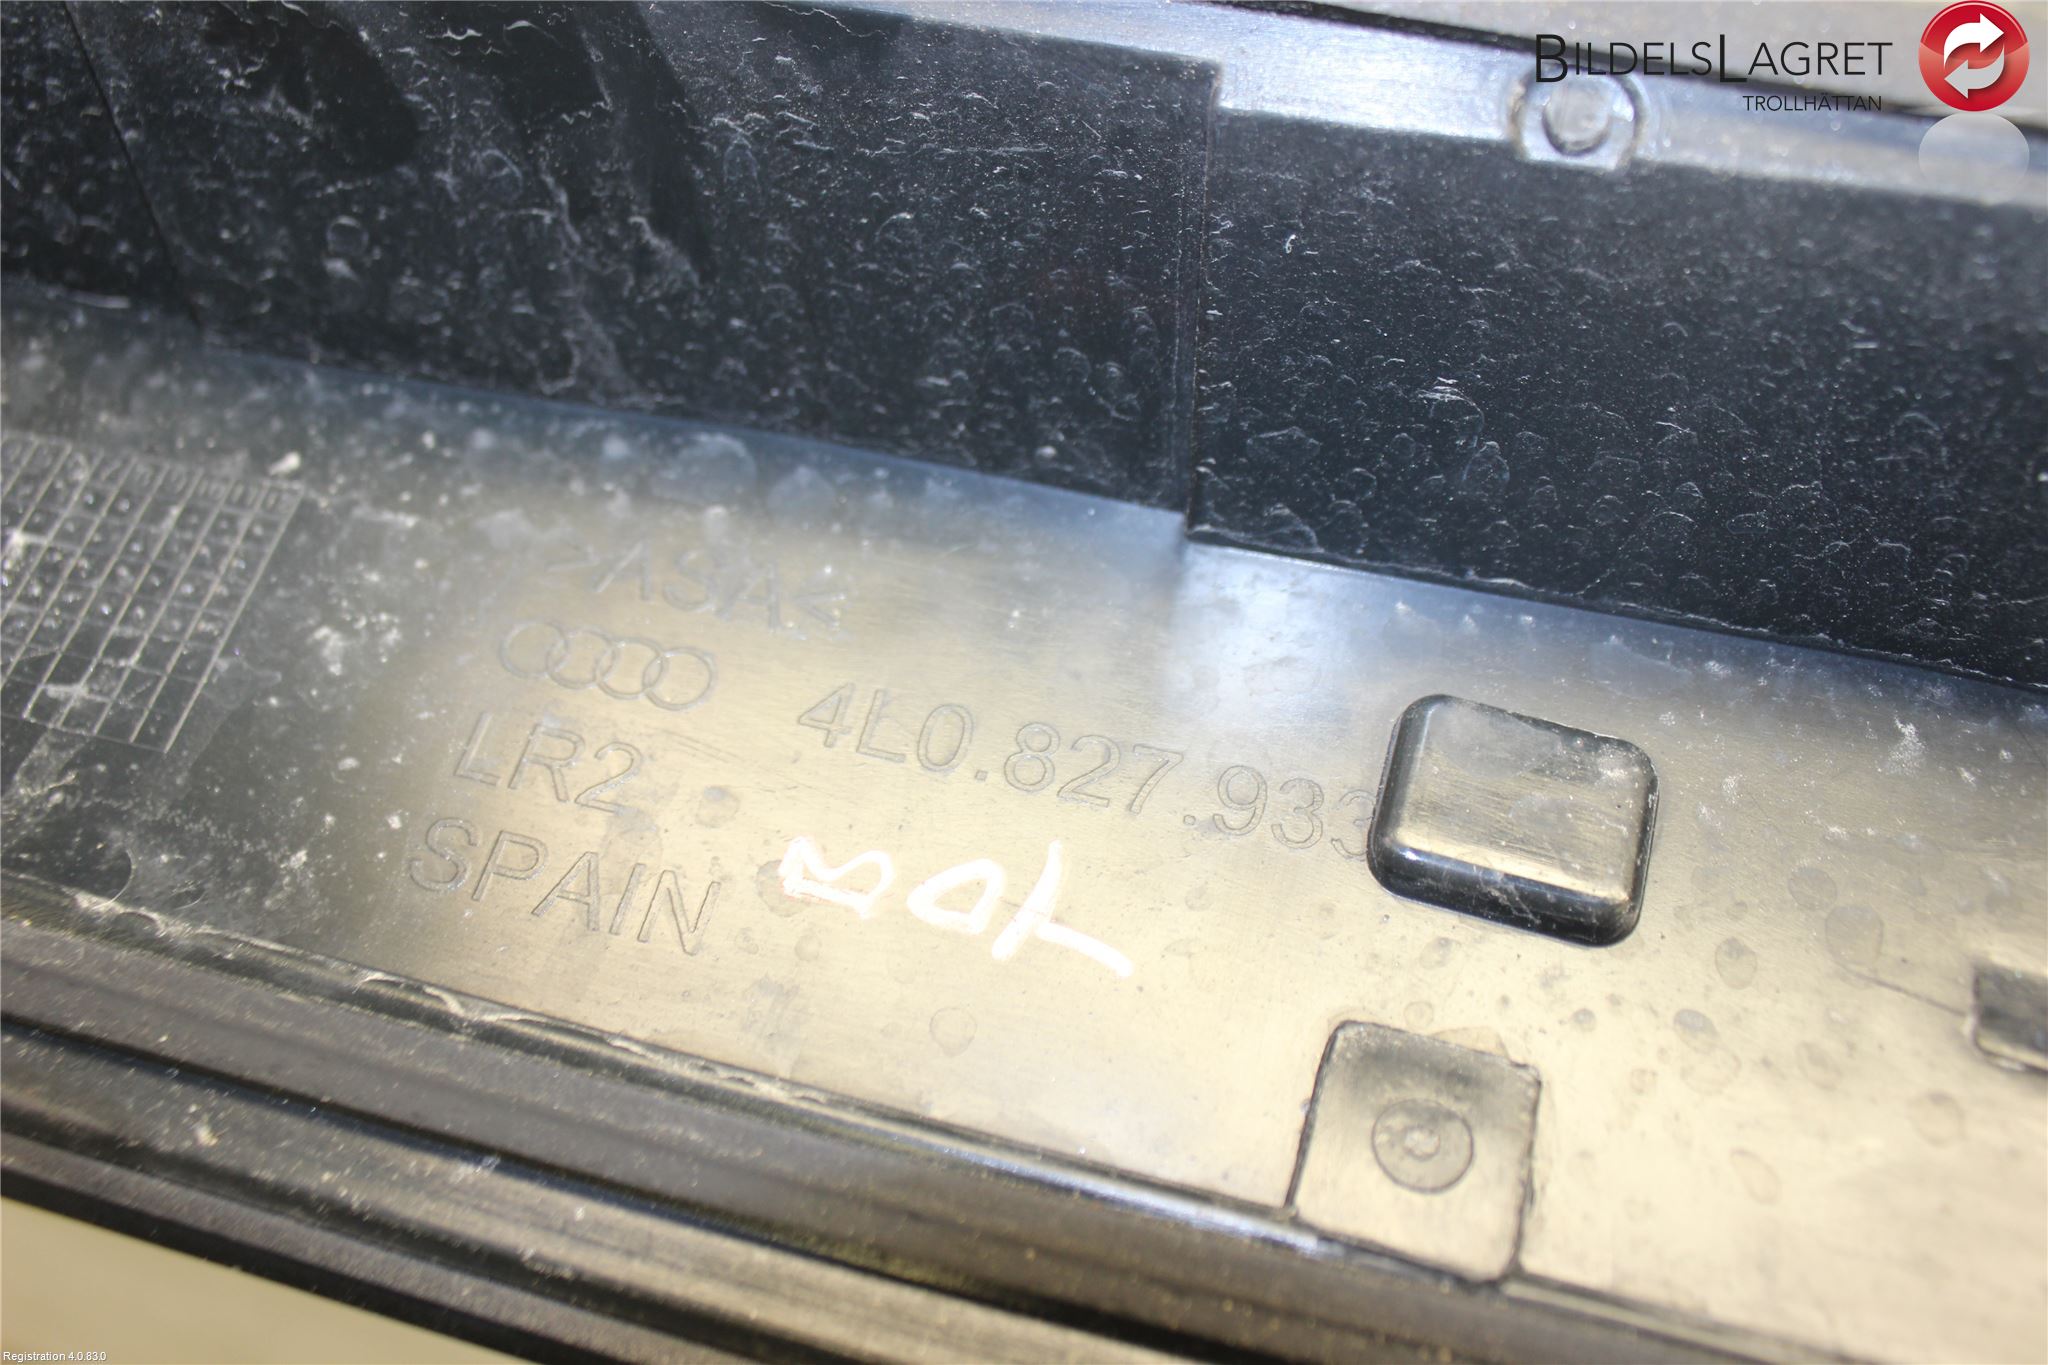 BILDELSLAGRET
TROLLHÄTTAN
>ASA<
4L0.827.933
LR2
SPAIN
Registration 4.0.83.0